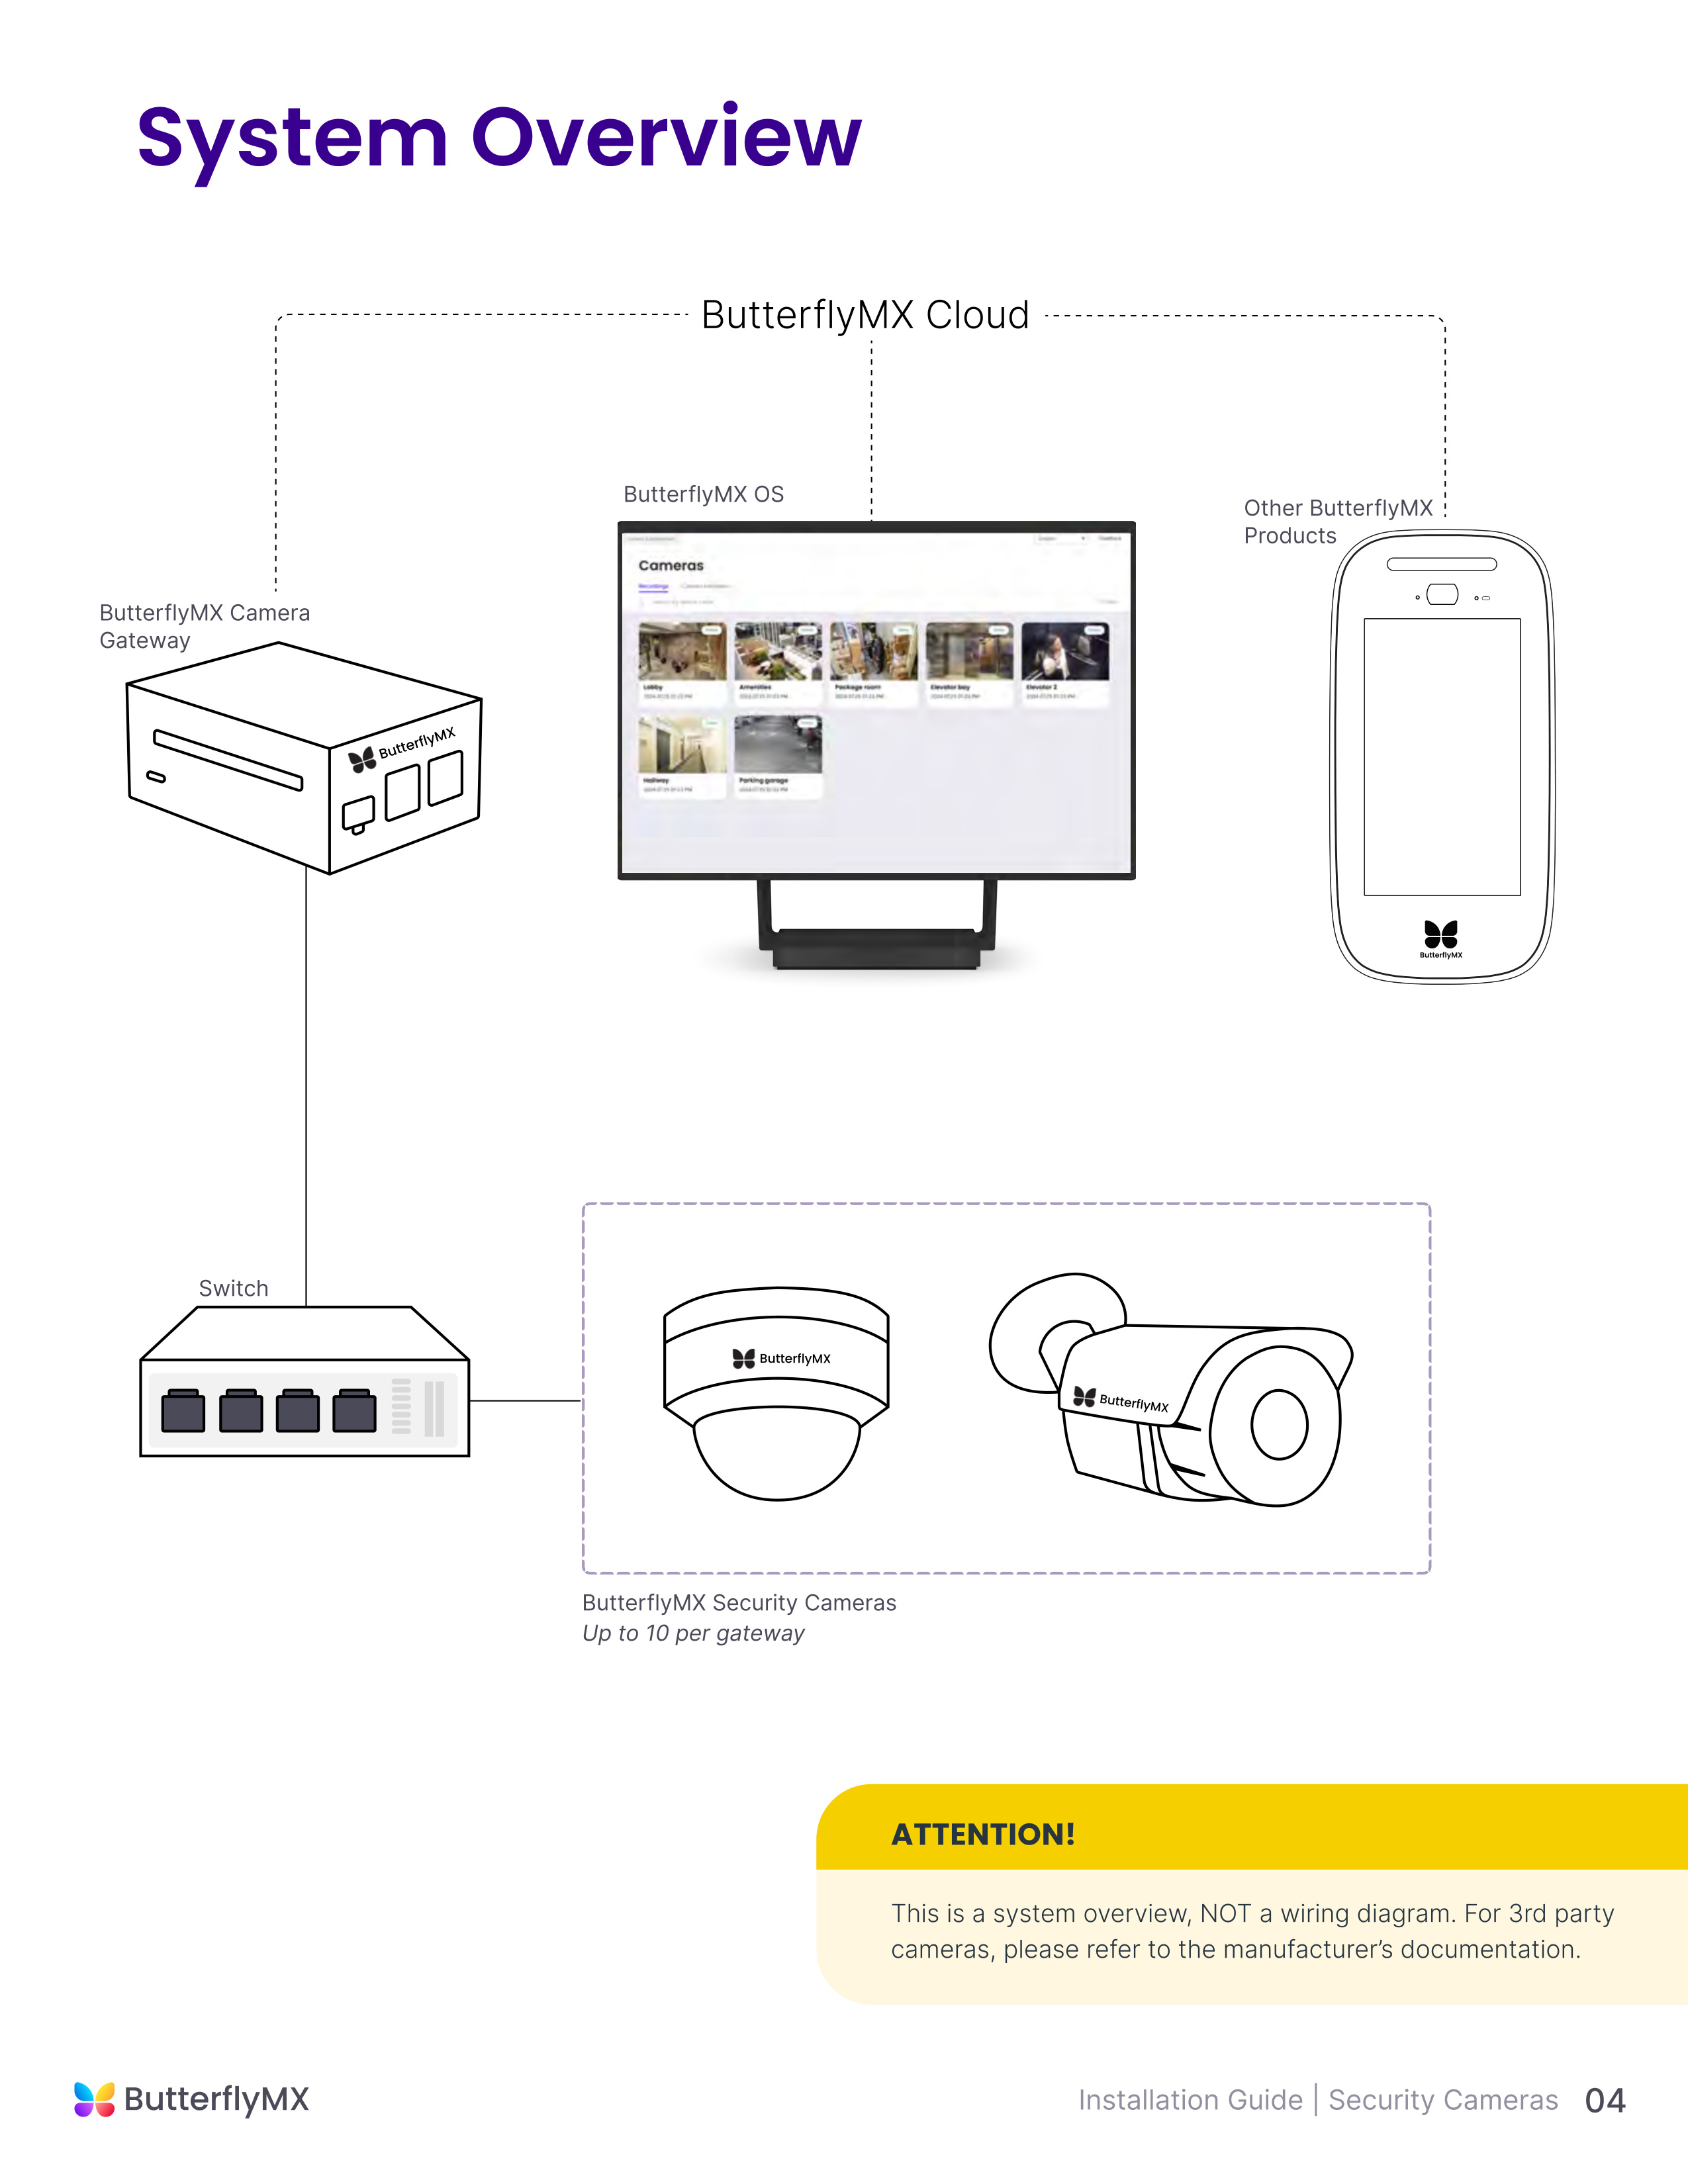 System Overview
ButterflyMX Cloud
ButterflyMX OS
Other ButterflyMX
Products
ButterflyMX Camera
Gateway
ButterflyMX
Cameras
Recordings
Lobby
Amenities
Package room
Elevator bay
Elevator 2
Hallway
Parking garage
ButterflyMX
Switch
ButterflyMX
ButterflyMX
ButterflyMX Security Cameras
Up to 10 per gateway
ATTENTION!
This is a system overview, NOT a wiring diagram. For 3rd party
cameras, please refer to the manufacturer’s documentation.
ButterflyMX
Installation Guide | Security Cameras 04